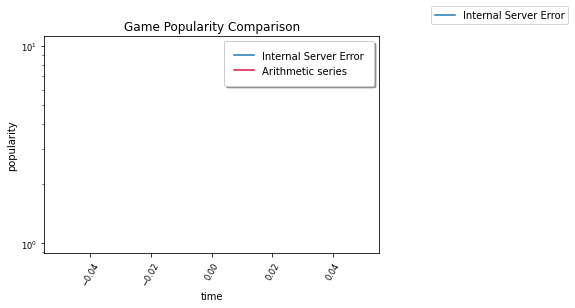 Internal Server Error
Game Popularity Comparison
Internal Server Error
Arithmetic series
popularity
10¹
10⁰
−0.04
−0.02
0.00
0.02
0.04
time